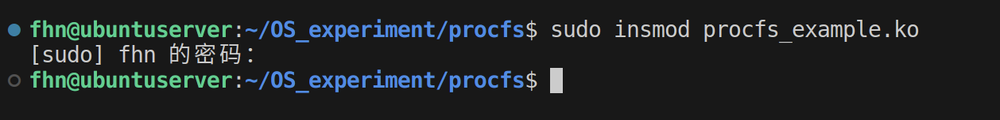 fhn@ubuntuserver:~/OS_experiment/procfs$ sudo insmod procfs_example.ko
[sudo] fhn 的密码：
fhn@ubuntuserver:~/OS_experiment/procfs$